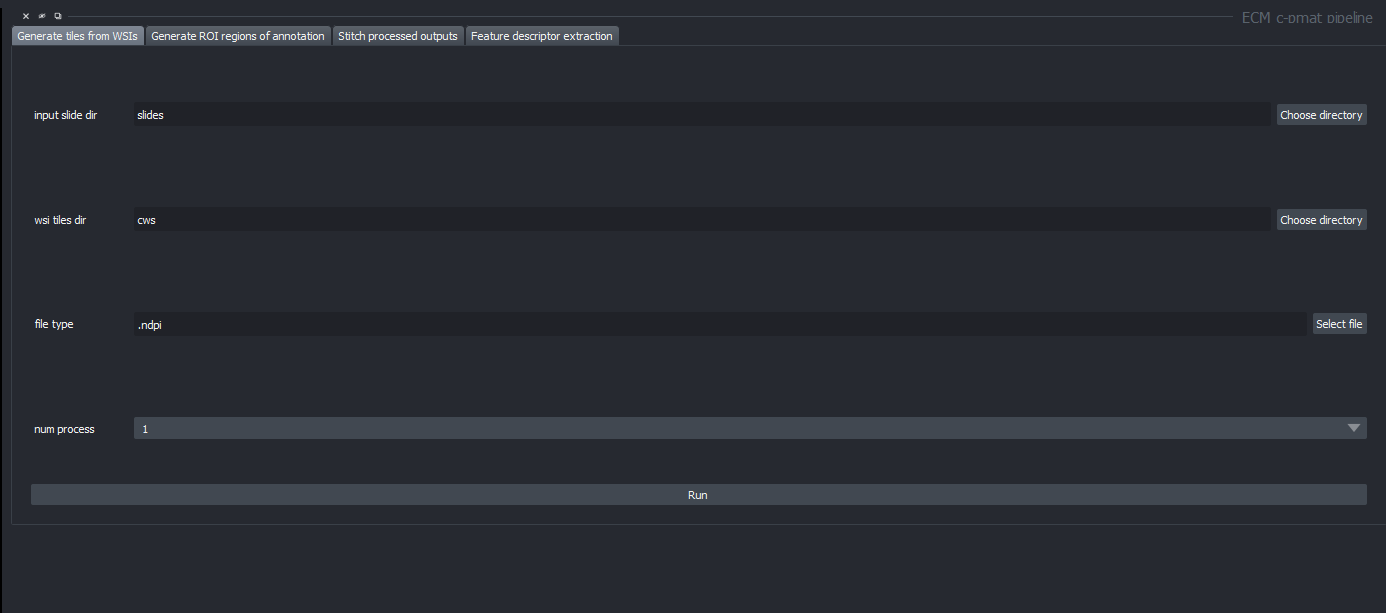 ECM c-pmat pipeline
Generate tiles from WSIs Generate ROI regions of annotation Stitch processed outputs Feature descriptor extraction
input slide dir slides Choose directory
wsi tiles dir cws Choose directory
file type .ndpi Select file
num process 1
Run